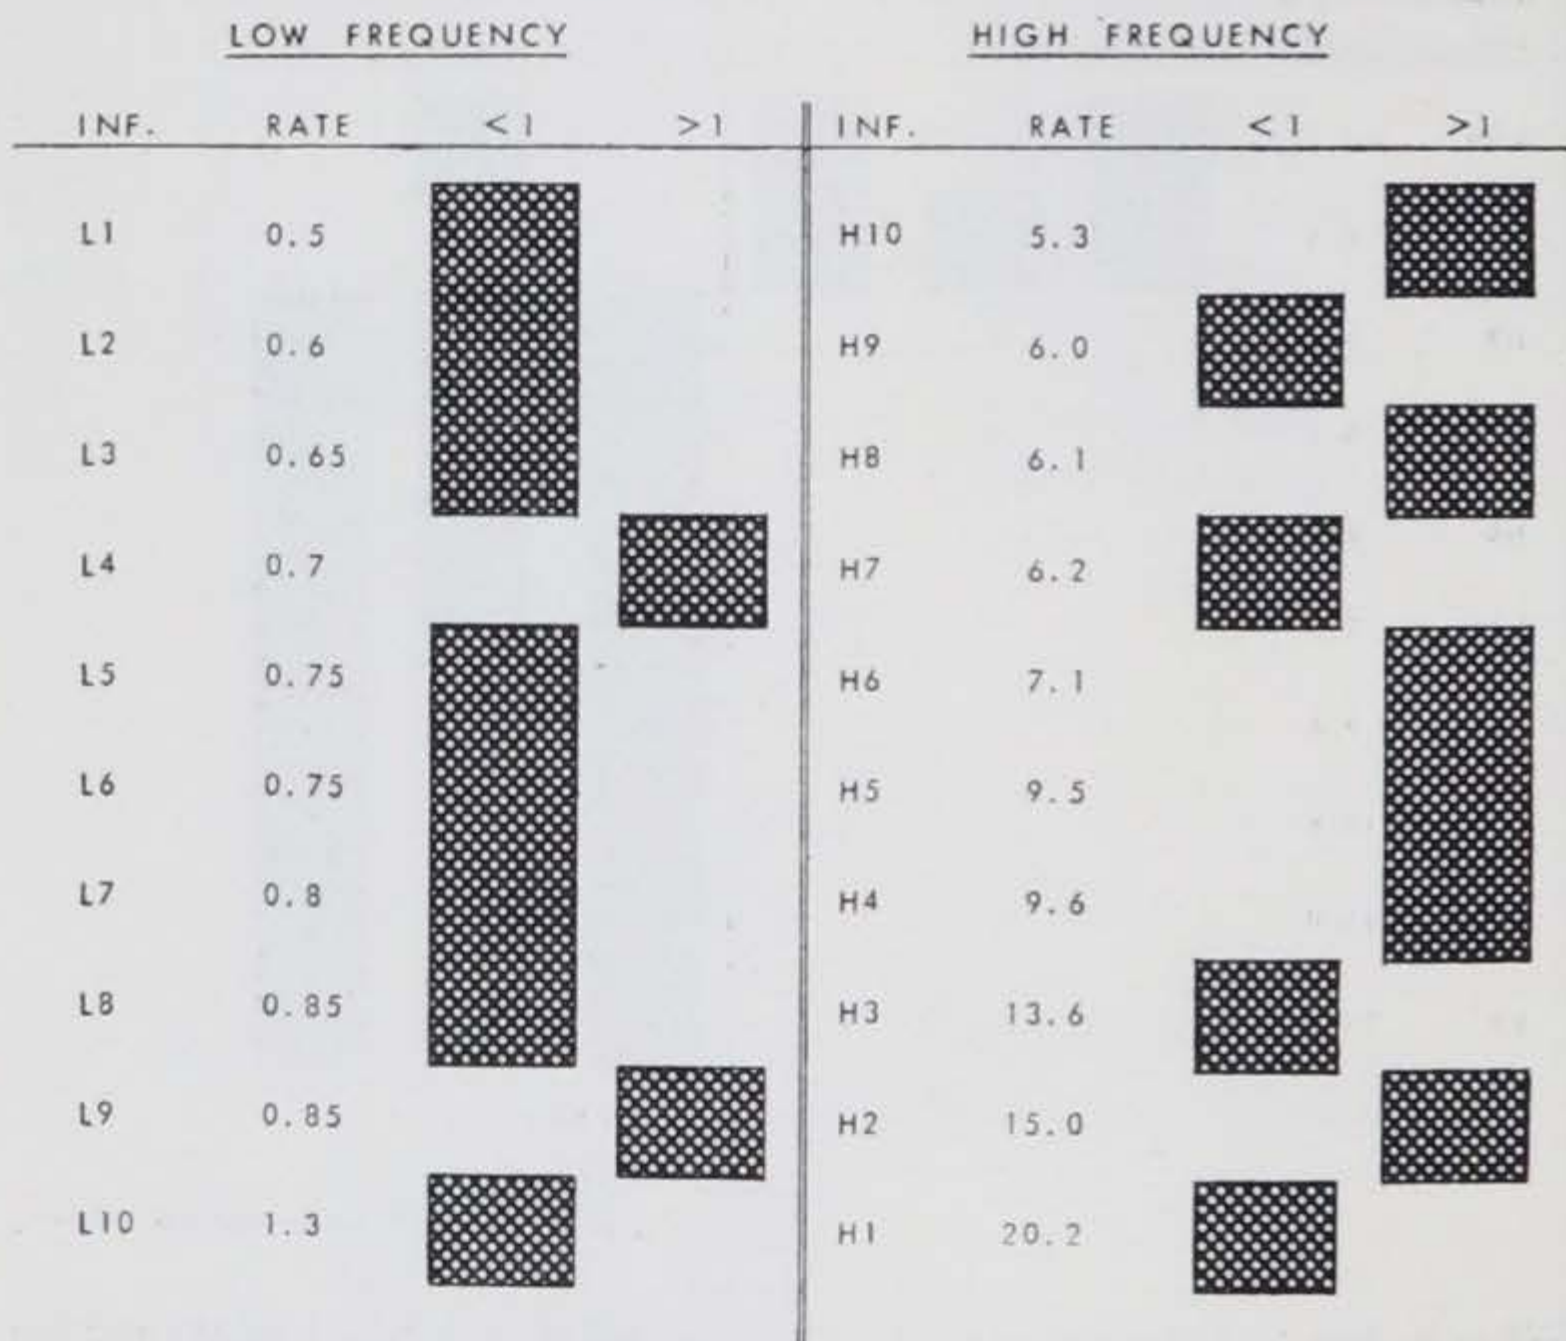 LOW FREQUENCY HIGH FREQUENCY
INF. RATE <1 >1 INF. RATE <1 >1
L1 0.5 H10 5.3
L2 0.6 H9 6.0
L3 0.65 H8 6.1
L4 0.7 H7 6.2
L5 0.75 H6 7.1
L6 0.75 H5 9.5
L7 0.8 H4 9.6
L8 0.85 H3 13.6
L9 0.85 H2 15.0
L10 1.3 H1 20.2